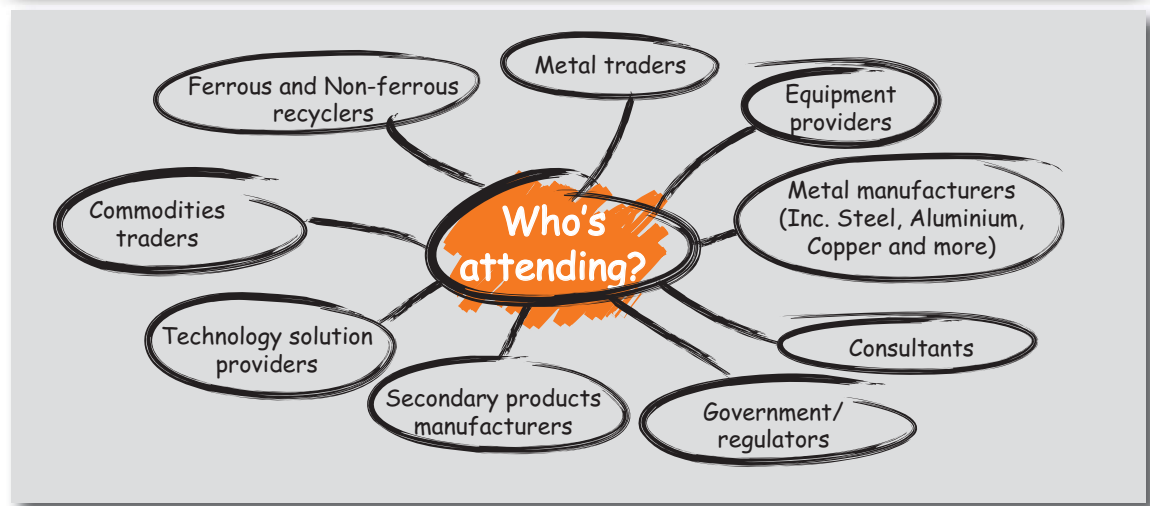 Metal traders
Ferrous and Non-ferrous
recyclers
Equipment
providers
Metal manufacturers
(Inc. Steel, Aluminium,
Copper and more)
Commodities
traders
Who's
attending?
Technology solution
providers
Consultants
Secondary products
manufacturers
Government/
regulators